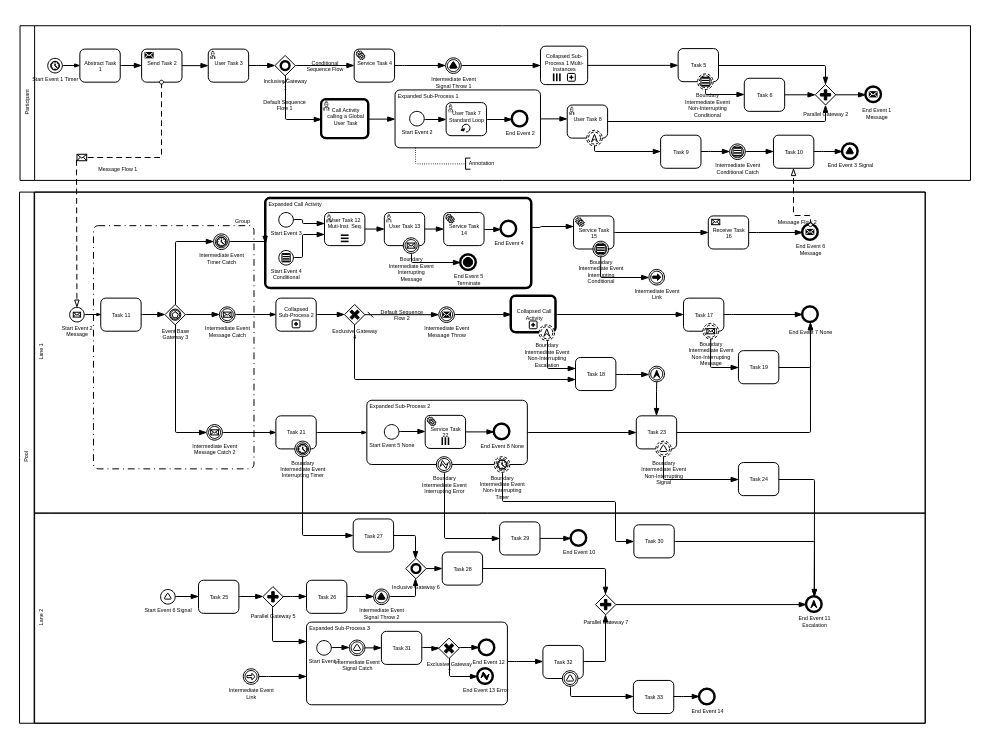 Participant
Start Event 1 Timer
Abstract Task
1
Send Task 2
User Task 3
Inclusive Gateway
Conditional
Sequence Flow
Default Sequence
Flow 1
Service Task 4
Intermediate Event
Signal Throw 1
Collapsed Sub-
Process 1 Multi-
Instances
Task 5
Boundary
Intermediate Event
Non-Interrupting
Conditional
Task 6
Parallel Gateway 2
End Event 1
Message
Call Activity
calling a Global
User Task
Expanded Sub-Process 1
Start Event 2
User Task 7
Standard Loop
End Event 2
Annotation
User Task 8
Task 9
Intermediate Event
Conditional Catch
Task 10
End Event 3 Signal
Message Flow 1
Message Flow 2
Pool
Lane 1
Group
Expanded Call Activity
Start Event 3
Start Event 4
Conditional
User Task 12
Muti-Inst. Seq.
User Task 13
Boundary
Intermediate Event
Interrupting
Message
Service Task
14
End Event 4
End Event 5
Terminate
Service Task
15
Boundary
Intermediate Event
Interrupting
Conditional
Intermediate Event
Link
Receive Task
16
End Event 6
Message
Intermediate Event
Timer Catch
Start Event 2
Message
Task 11
Event Base
Gateway 3
Intermediate Event
Message Catch
Collapsed
Sub-Process 2
Exclusive Gateway
4
Default Sequence
Flow 2
Intermediate Event
Message Throw
Collapsed Call
Activity
Boundary
Intermediate Event
Non-Interrupting
Escalation
Task 17
Boundary
Intermediate Event
Non-Interrupting
Message
End Event 7 None
Task 18
Task 19
Intermediate Event
Message Catch 2
Task 21
Boundary
Intermediate Event
Interrupting Timer
Expanded Sub-Process 2
Start Event 5 None
Service Task
22
End Event 8 None
Boundary
Intermediate Event
Interrupting Error
Boundary
Intermediate Event
Non-Interrupting
Timer
Task 23
Boundary
Intermediate Event
Non-Interrupting
Signal
Task 24
Lane 2
Task 27
Inclusive Gateway 6
Task 28
Task 29
End Event 10
Task 30
Start Event 6 Signal
Task 25
Parallel Gateway 5
Task 26
Intermediate Event
Signal Throw 2
Parallel Gateway 7
End Event 11
Escalation
Expanded Sub-Process 3
Intermediate Event
Signal Catch
Task 31
Exclusive Gateway
End Event 12
End Event 13 Error
Intermediate Event
Link
Task 32
Task 33
End Event 14